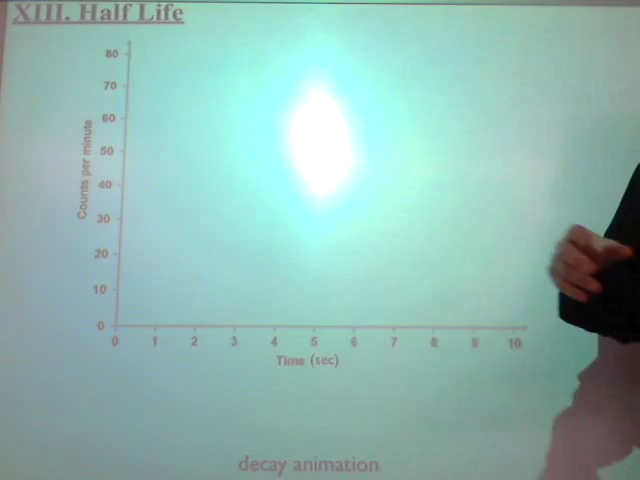 XIII. Half Life
80
70
60
50
40
30
20
10
0
Counts per minute
0 1 2 3 4 5 6 7 8 9 10
Time (sec)
decay animation